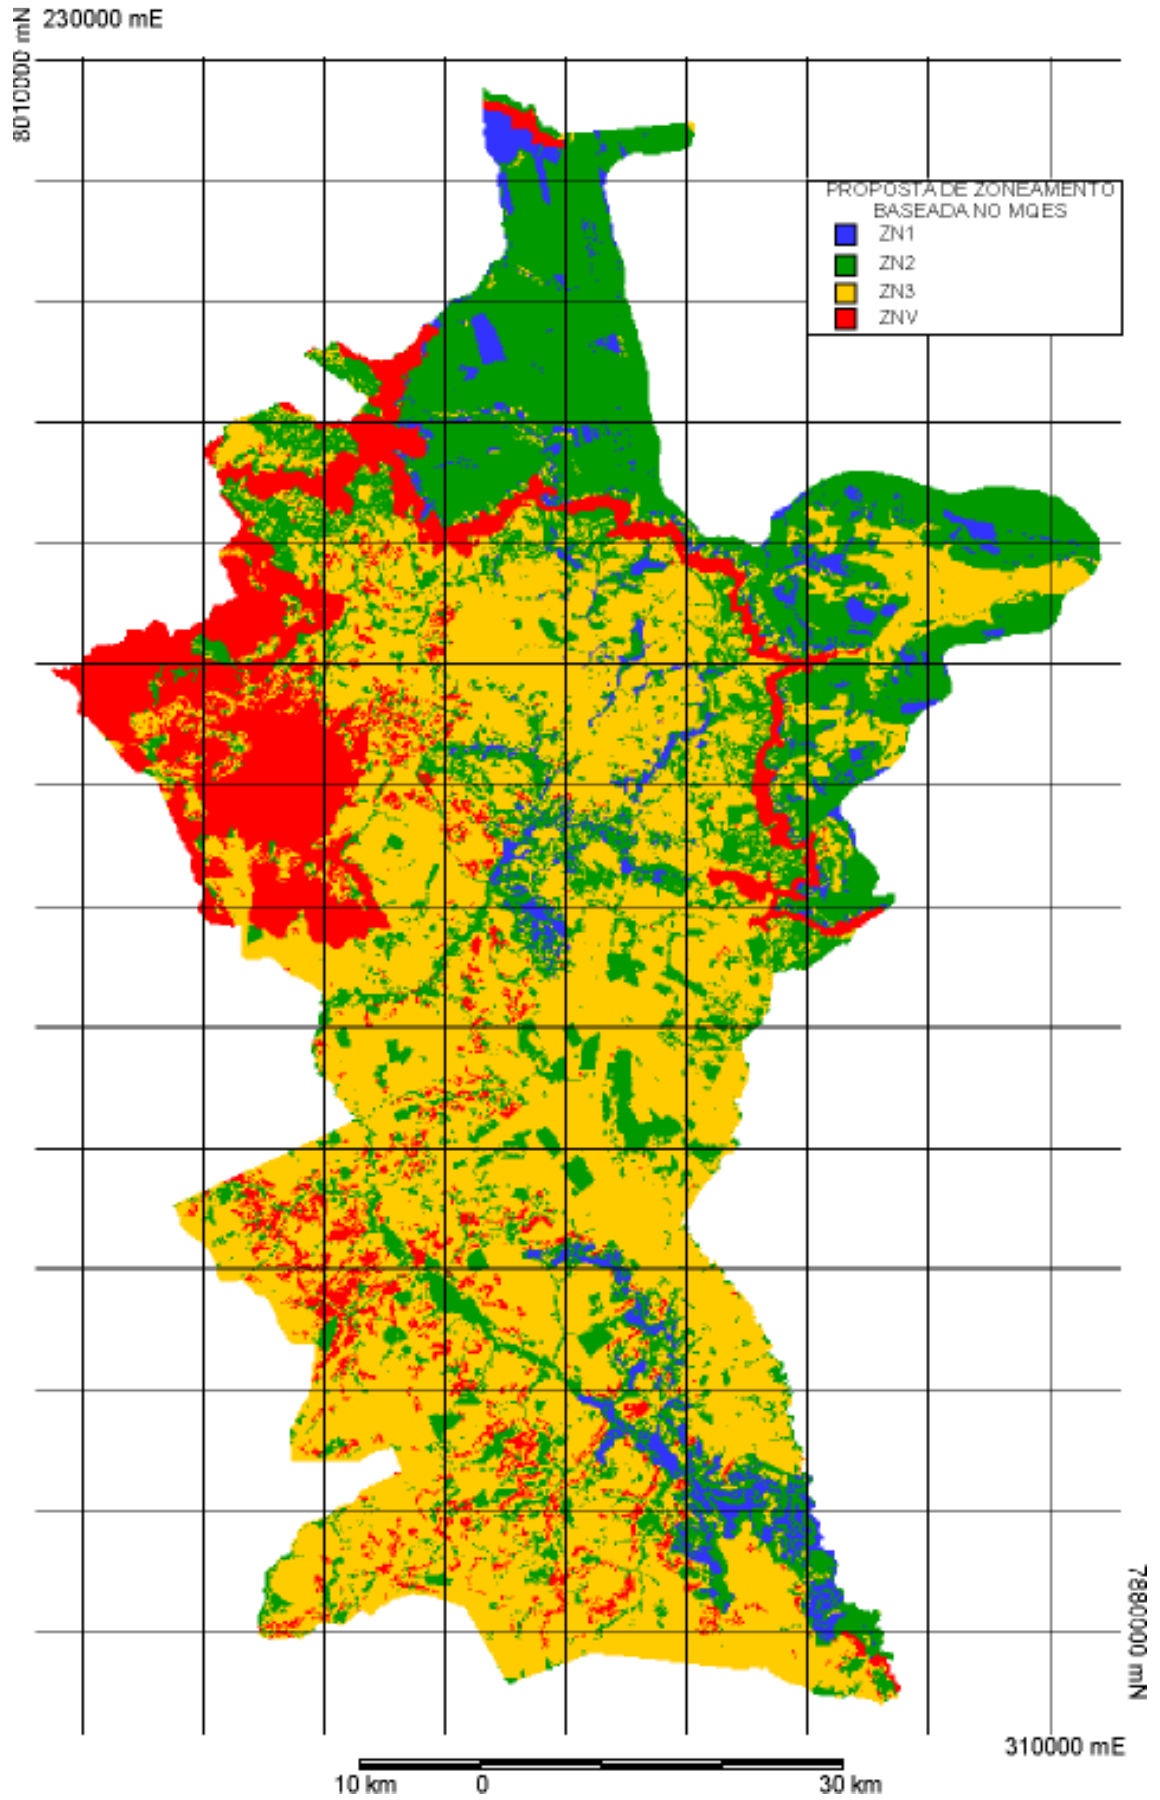 230000 mE
8010000 mN
PROPOSTA DE ZONEAMENTO
BASEADA NO MQES
ZN1
ZN2
ZN3
ZNV
7880000 mN
310000 mE
10 km 0 30 km